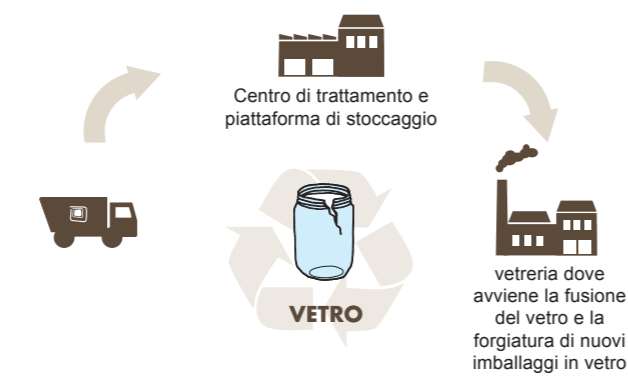 Centro di trattamento e
piattaforma di stoccaggio
VETRO
vetreria dove
avviene la fusione
del vetro e la
forgiatura di nuovi
imballaggi in vetro